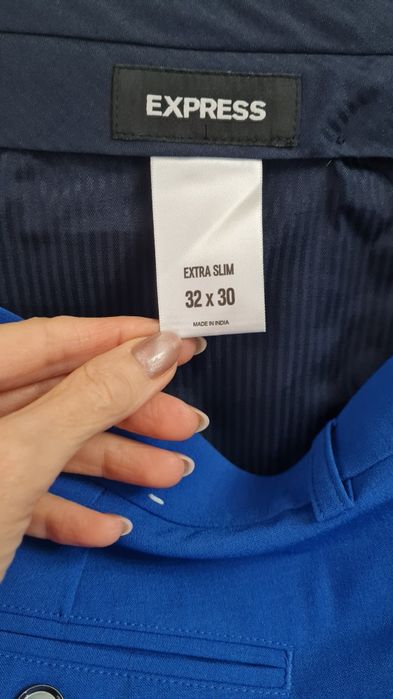 EXPRESS
EXTRA SLIM
32 x 30
MADE IN INDIA